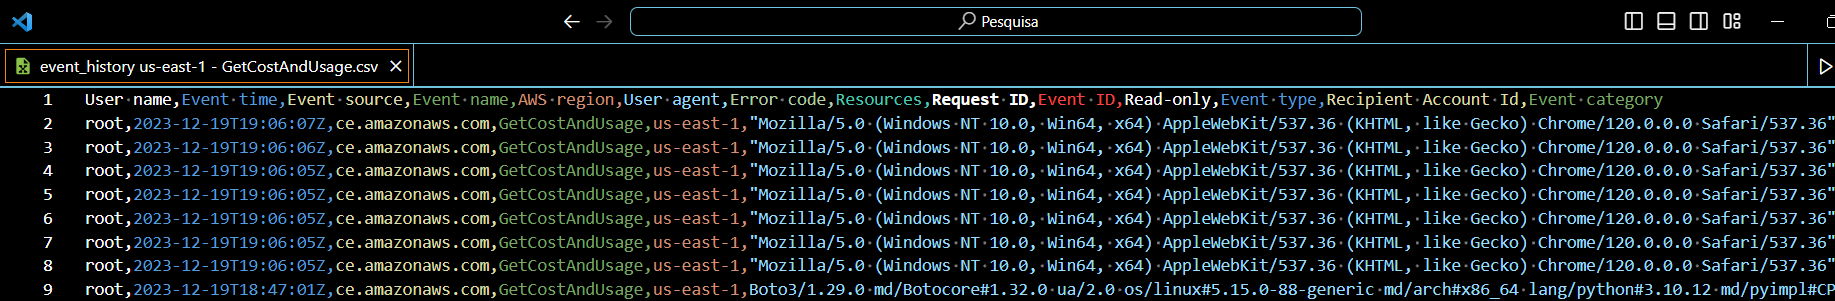 Pesquisa
event_history us-east-1 - GetCostAndUsage.csv
1 User name,Event time,Event source,Event name,AWS region,User agent,Error code,Resources,Request ID,Event ID,Read-only,Event type,Recipient Account Id,Event category
2 root,2023-12-19T19:06:07Z,ce.amazonaws.com,GetCostAndUsage,us-east-1,"Mozilla/5.0 (Windows NT 10.0, Win64, x64) AppleWebKit/537.36 (KHTML, like Gecko) Chrome/120.0.0.0 Safari/537.36"
3 root,2023-12-19T19:06:06Z,ce.amazonaws.com,GetCostAndUsage,us-east-1,"Mozilla/5.0 (Windows NT 10.0, Win64, x64) AppleWebKit/537.36 (KHTML, like Gecko) Chrome/120.0.0.0 Safari/537.36"
4 root,2023-12-19T19:06:05Z,ce.amazonaws.com,GetCostAndUsage,us-east-1,"Mozilla/5.0 (Windows NT 10.0, Win64, x64) AppleWebKit/537.36 (KHTML, like Gecko) Chrome/120.0.0.0 Safari/537.36"
5 root,2023-12-19T19:06:05Z,ce.amazonaws.com,GetCostAndUsage,us-east-1,"Mozilla/5.0 (Windows NT 10.0, Win64, x64) AppleWebKit/537.36 (KHTML, like Gecko) Chrome/120.0.0.0 Safari/537.36"
6 root,2023-12-19T19:06:05Z,ce.amazonaws.com,GetCostAndUsage,us-east-1,"Mozilla/5.0 (Windows NT 10.0, Win64, x64) AppleWebKit/537.36 (KHTML, like Gecko) Chrome/120.0.0.0 Safari/537.36"
7 root,2023-12-19T19:06:05Z,ce.amazonaws.com,GetCostAndUsage,us-east-1,"Mozilla/5.0 (Windows NT 10.0, Win64, x64) AppleWebKit/537.36 (KHTML, like Gecko) Chrome/120.0.0.0 Safari/537.36"
8 root,2023-12-19T19:06:05Z,ce.amazonaws.com,GetCostAndUsage,us-east-1,"Mozilla/5.0 (Windows NT 10.0, Win64, x64) AppleWebKit/537.36 (KHTML, like Gecko) Chrome/120.0.0.0 Safari/537.36"
9 root,2023-12-19T18:47:01Z,ce.amazonaws.com,GetCostAndUsage,us-east-1,Boto3/1.29.0 md/Botocore#1.32.0 ua/2.0 os/linux#5.15.0-88-generic md/arch#x86_64 lang/python#3.10.12 md/pyimpl#CP